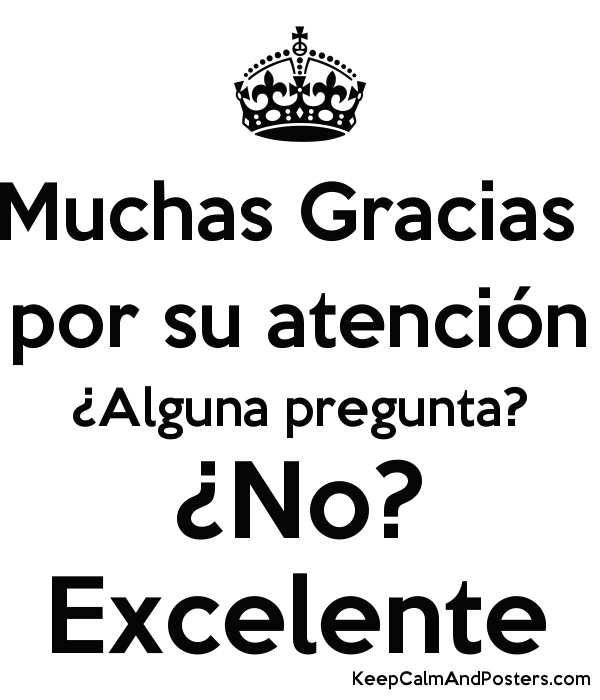 Muchas Gracias
por su atención
¿Alguna pregunta?
¿No?
Excelente
KeepCalmAndPosters.com